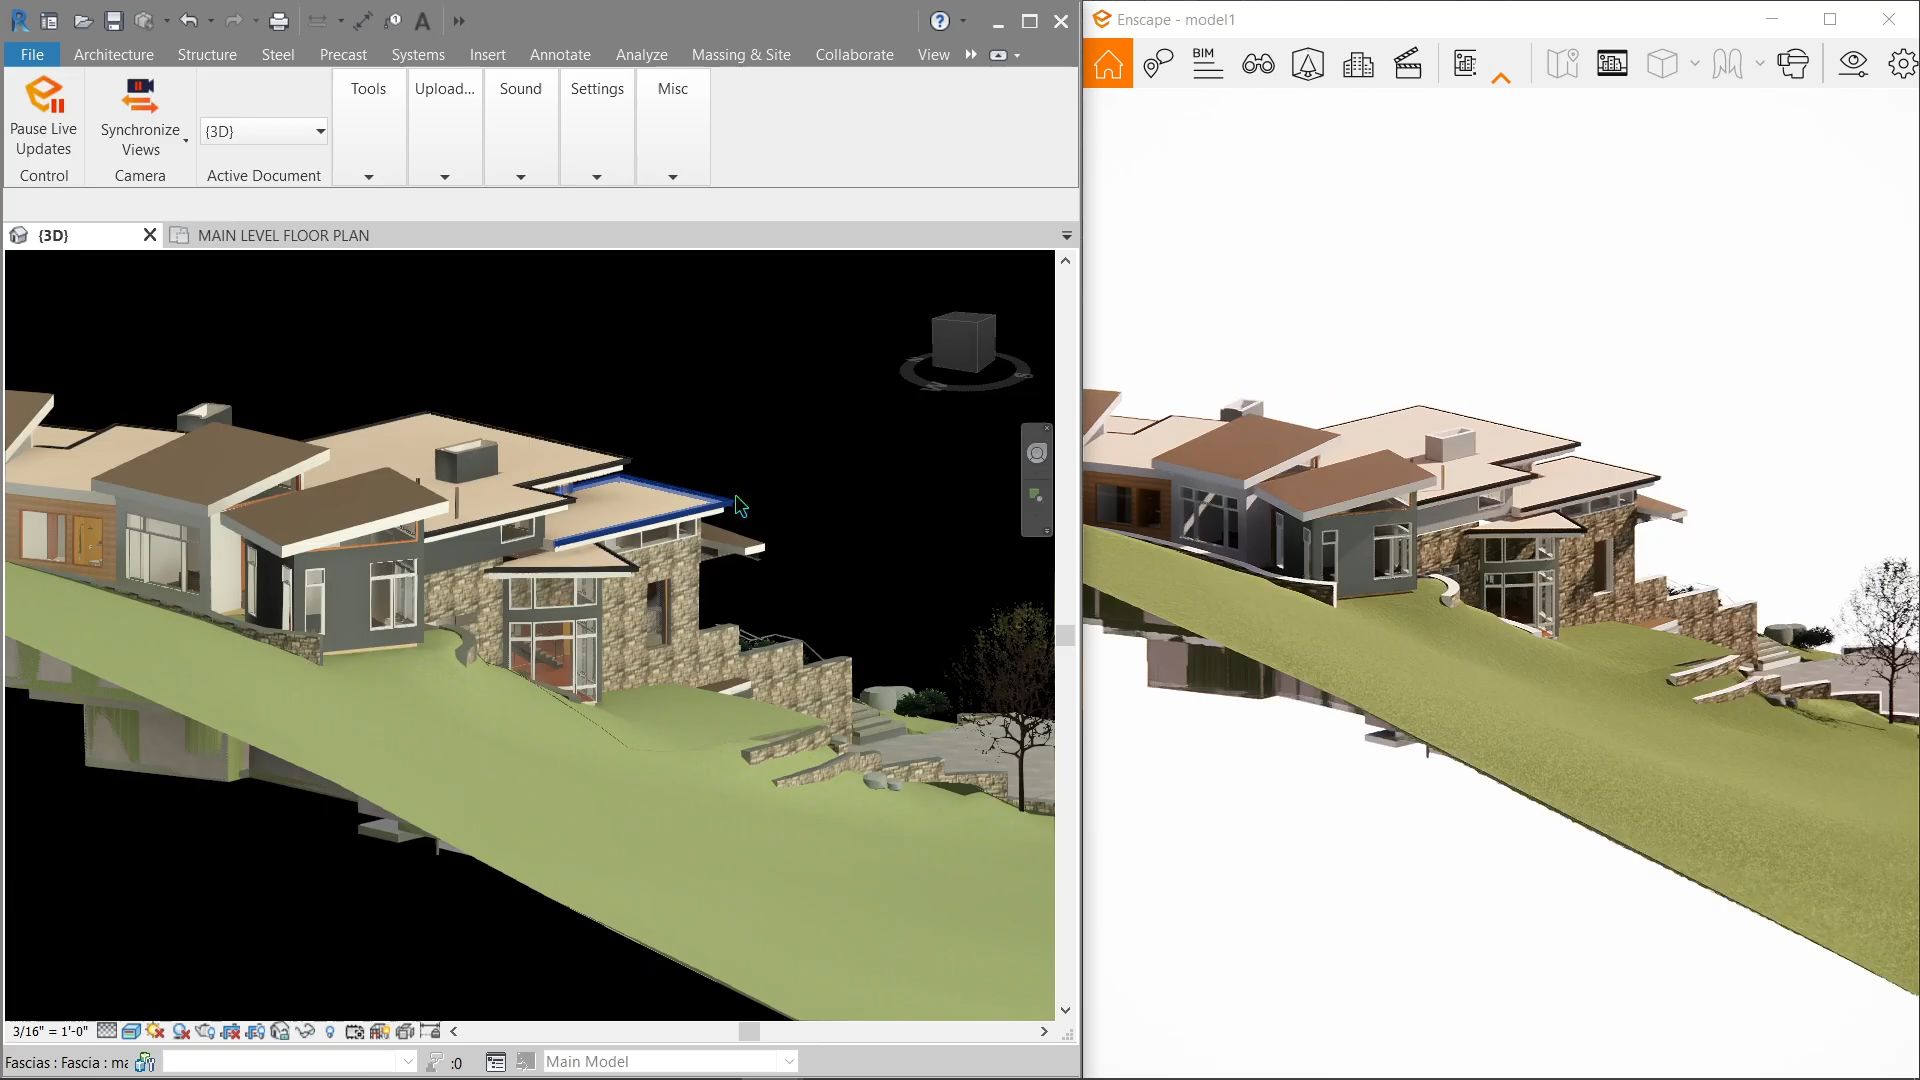 Enscape - model1
File Architecture Structure Steel Precast Systems Insert Annotate Analyze Massing & Site Collaborate View
BIM
Pause Live
Updates
Synchronize
Views
{3D}
Tools
Upload...
Sound
Settings
Misc
Control
Camera
Active Document
{3D}
MAIN LEVEL FLOOR PLAN
3/16" = 1'-0"
Fascias : Fascia : ma
:0
Main Model